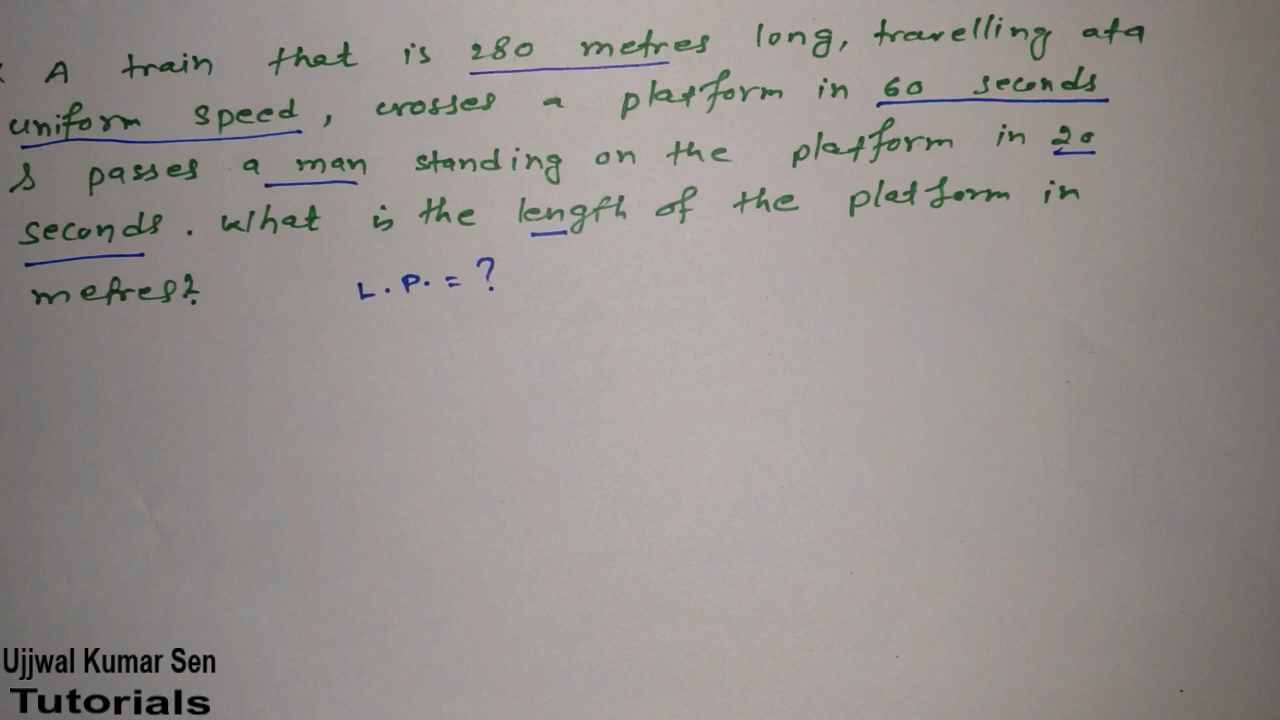 A train that is 280 metres long, travelling at a
uniform speed, crosses a platform in 60 seconds
& passes a man standing on the platform in 20
seconds. What is the length of the platform in
metres?
L.P. = ?
Ujjwal Kumar Sen
Tutorials